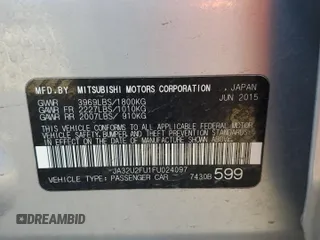 MFD.BY MITSUBISHI MOTORS CORPORATION, JAPAN
GVWR 3969LBS/1800KG JUN 2015
GAWR FR 2227LBS/1010KG
GAWR RR 2007LBS/ 910KG
THIS VEHICLE CONFORMS TO ALL APPLICABLE FEDERAL MOTOR
VEHICLE SAFETY, BUMPER, AND THEFT PREVENTION STANDARDS
IN EFFECT ON THE DATE OF MANUFACTURE SHOWN ABOVE.
JA32U2FU1FU024097
VEHICLE TYPE: PASSENGER CAR 7430B 599
DREAMBID